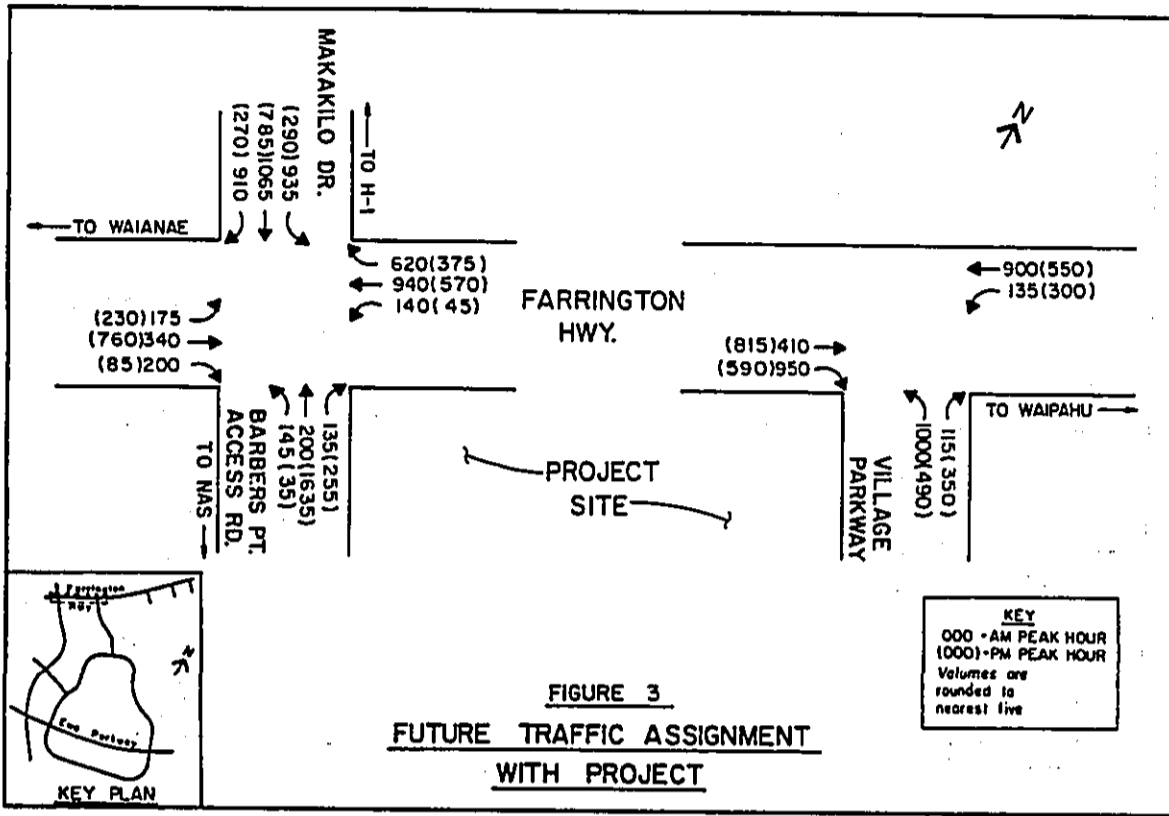 MAKAKILO DR.
(270) 910
(785) 1065
(290) 935
TO H-1
N
TO WAIANAE
620(375)
940(570)
140(45)
FARRINGTON
HWY.
900(550)
135(300)
(230)175
(760)340
(85)200
(815)410
(590)950
TO WAIPAHU
BARBERS PT.
ACCESS RD.
TO NAS
145(35)
200(1635)
135(255)
PROJECT
SITE
VILLAGE
PARKWAY
1000(490)
115(350)
KEY
000 - AM PEAK HOUR
(000) - PM PEAK HOUR
Volumes are
rounded to
nearest five
Farrington
Hwy
N
Ewa Parkway
KEY PLAN
FIGURE 3
FUTURE TRAFFIC ASSIGNMENT
WITH PROJECT